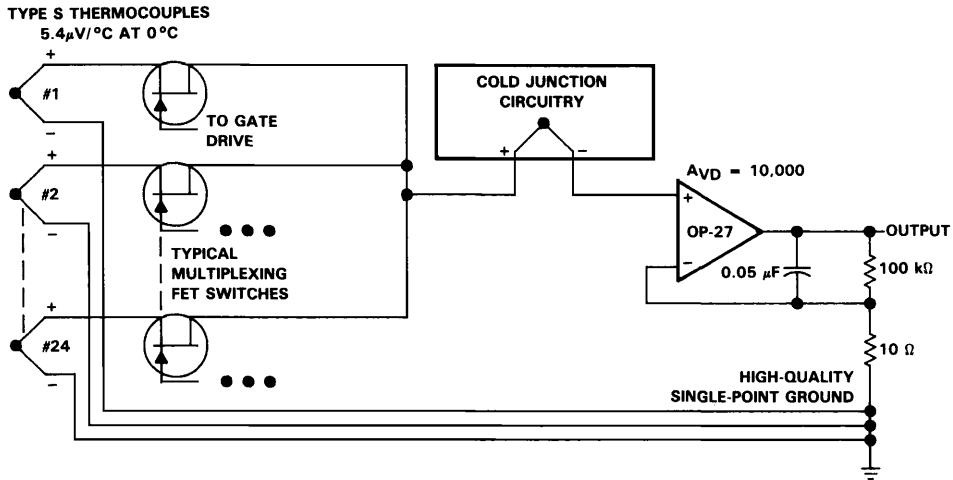 TYPE S THERMOCOUPLES
5.4μV/°C AT 0°C
+
#1
−
TO GATE
DRIVE
+
#2
−
TYPICAL
MULTIPLEXING
FET SWITCHES
+
#24
−
COLD JUNCTION
CIRCUITRY
+ −
AVD = 10,000
+
OP-27
−
0.05 μF
OUTPUT
100 kΩ
10 Ω
HIGH-QUALITY
SINGLE-POINT GROUND